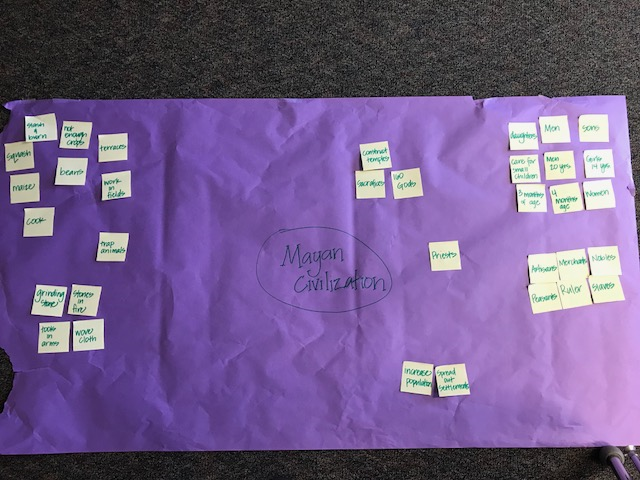 slash
&
burn
not
enough
crops
terraces
squash
beans
maize
work
in
fields
cook
trap
animals
grinding
stone
stones
in
fire
tools
in
arms
wove
cloth
construct
temples
Sacrifices
160
Gods
Mayan
Civilization
Priests
increase
population
spread
out
settlements
daughters
Men
sons
Care for
small
children
Men
20 yrs.
Girls
14 yrs.
3 months
of age
4
months
age
Women
Artisans
Merchants
Nobles
Peasants
Ruler
Slaves